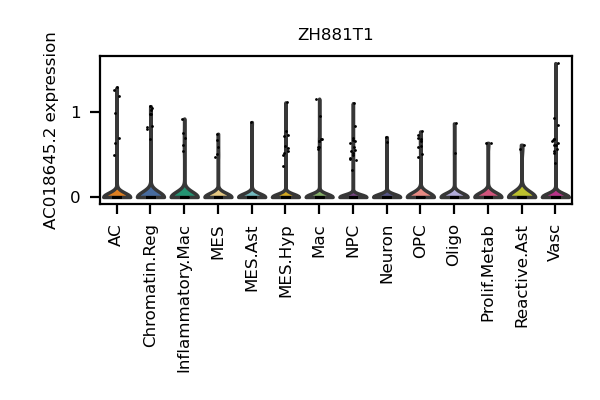 ZH881T1
AC018645.2 expression
1
0
AC
Chromatin.Reg
Inflammatory.Mac
MES
MES.Ast
MES.Hyp
Mac
NPC
Neuron
OPC
Oligo
Prolif.Metab
Reactive.Ast
Vasc